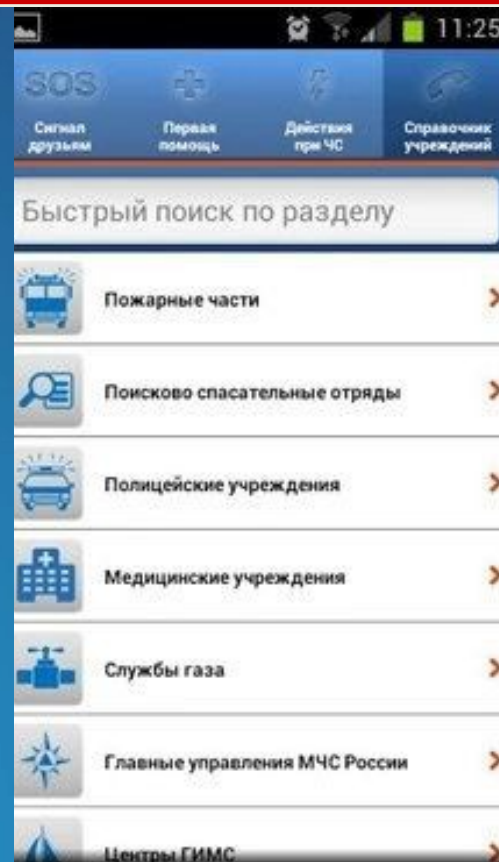 11:25
SOS
Сигнал друзьям
Первая помощь
Действия при ЧС
Справочник учреждений
Быстрый поиск по разделу
Пожарные части
Поисково спасательные отряды
Полицейские учреждения
Медицинские учреждения
Службы газа
Главные управления МЧС России
Центры ГИМС